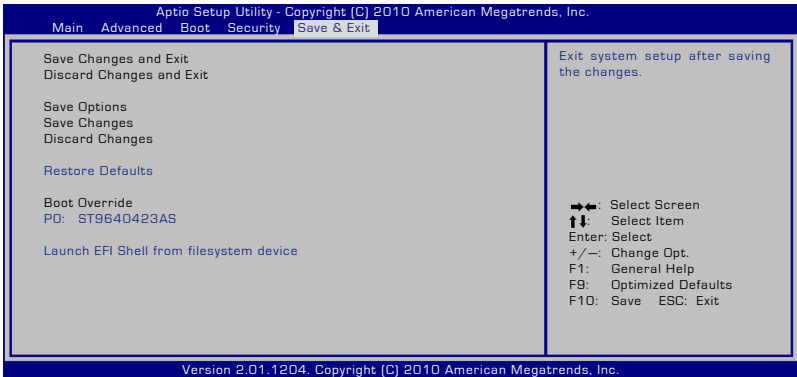 Aptio Setup Utility - Copyright (C) 2010 American Megatrends, Inc.
Main Advanced Boot Security Save & Exit
Save Changes and Exit
Discard Changes and Exit
Save Options
Save Changes
Discard Changes
Restore Defaults
Boot Override
P0: ST9640423AS
Launch EFI Shell from filesystem device
Exit system setup after saving
the changes.
→←: Select Screen
↑↓: Select Item
Enter: Select
+/—: Change Opt.
F1: General Help
F9: Optimized Defaults
F10: Save ESC: Exit
Version 2.01.1204. Copyright (C) 2010 American Megatrends, Inc.